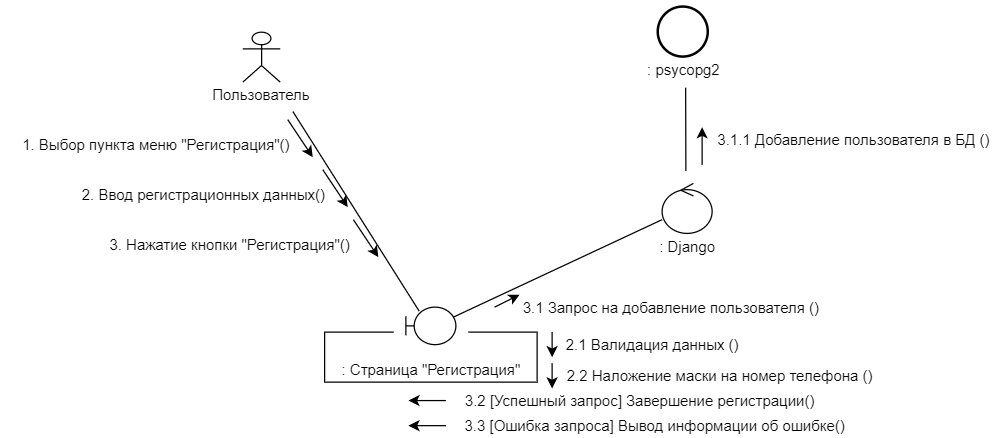 : psycopg2
Пользователь
1. Выбор пункта меню "Регистрация"()
3.1.1 Добавление пользователя в БД ()
2. Ввод регистрационных данных()
3. Нажатие кнопки "Регистрация"()
: Django
3.1 Запрос на добавление пользователя ()
2.1 Валидация данных ()
: Страница "Регистрация"
2.2 Наложение маски на номер телефона ()
3.2 [Успешный запрос] Завершение регистрации()
3.3 [Ошибка запроса] Вывод информации об ошибке()